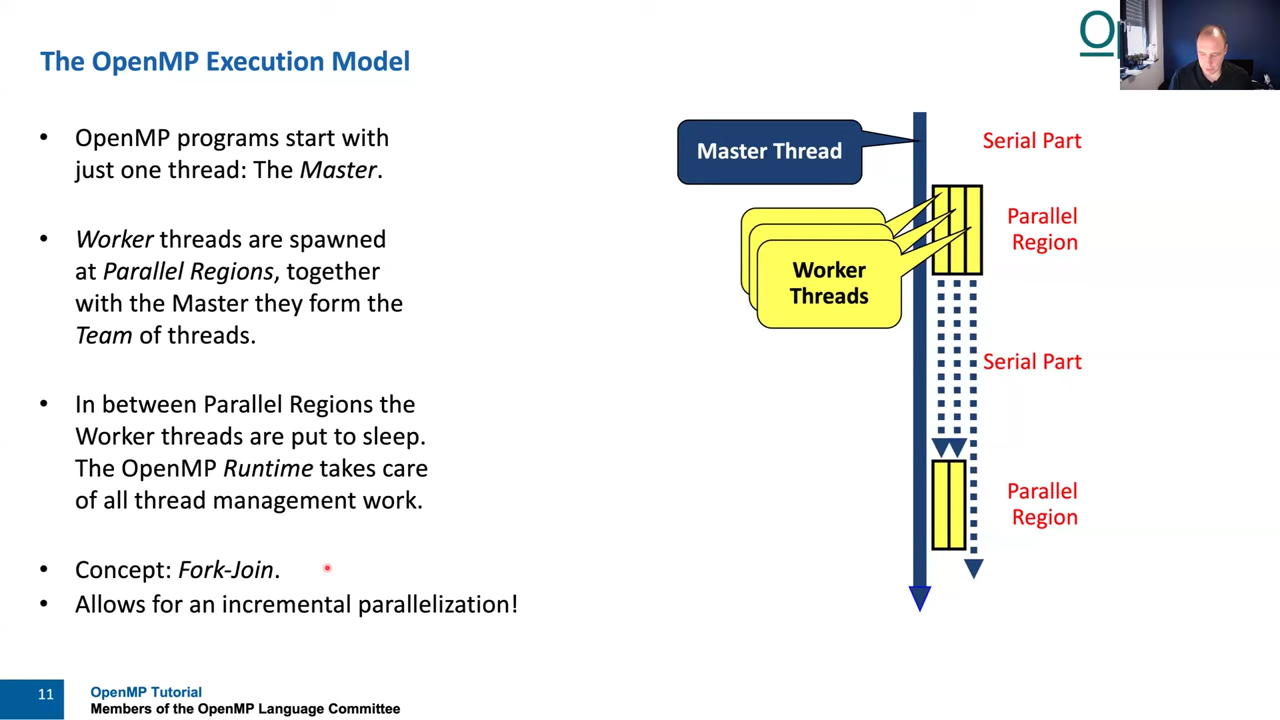 The OpenMP Execution Model
• OpenMP programs start with
just one thread: The Master.
• Worker threads are spawned
at Parallel Regions, together
with the Master they form the
Team of threads.
• In between Parallel Regions the
Worker threads are put to sleep.
The OpenMP Runtime takes care
of all thread management work.
• Concept: Fork-Join.
• Allows for an incremental parallelization!
Master Thread
Serial Part
Parallel
Region
Worker
Threads
Serial Part
Parallel
Region
11
OpenMP Tutorial
Members of the OpenMP Language Committee